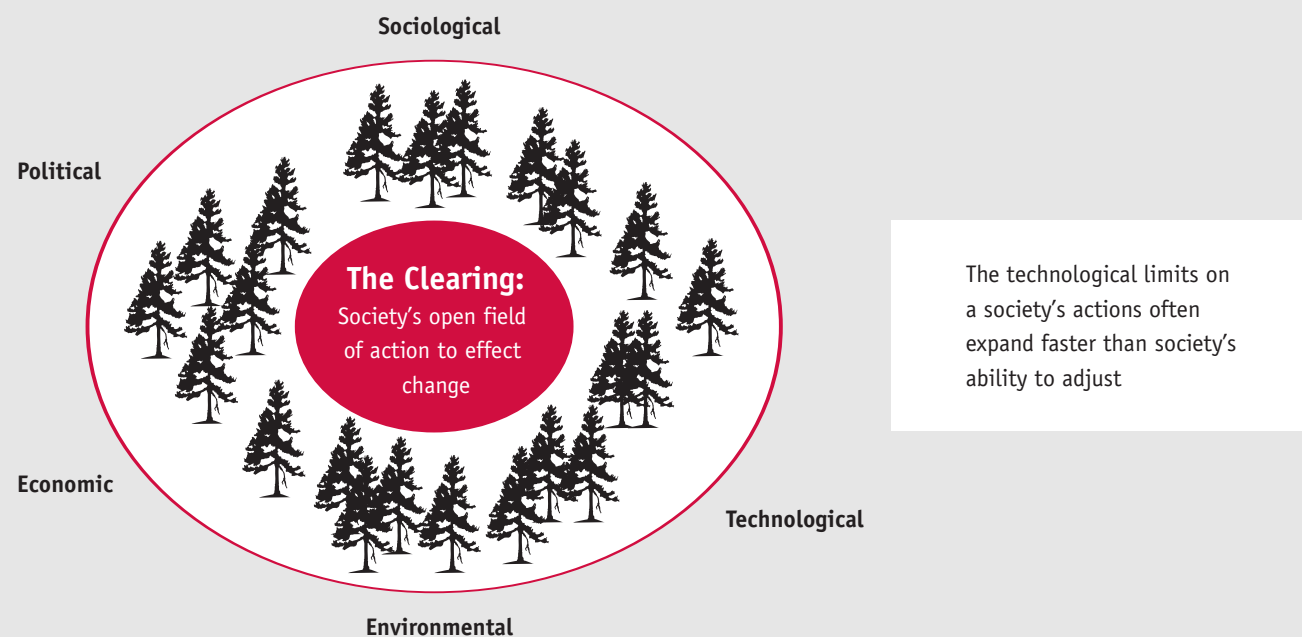 Sociological
Political
The Clearing:
Society’s open field
of action to effect
change
The technological limits on
a society’s actions often
expand faster than society’s
ability to adjust
Economic
Technological
Environmental